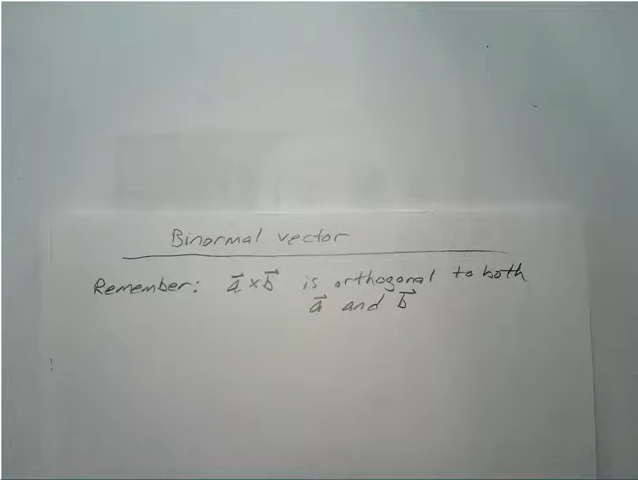 Binormal vector
Remember: a⃗ × b⃗ is orthogonal to both
a⃗ and b⃗